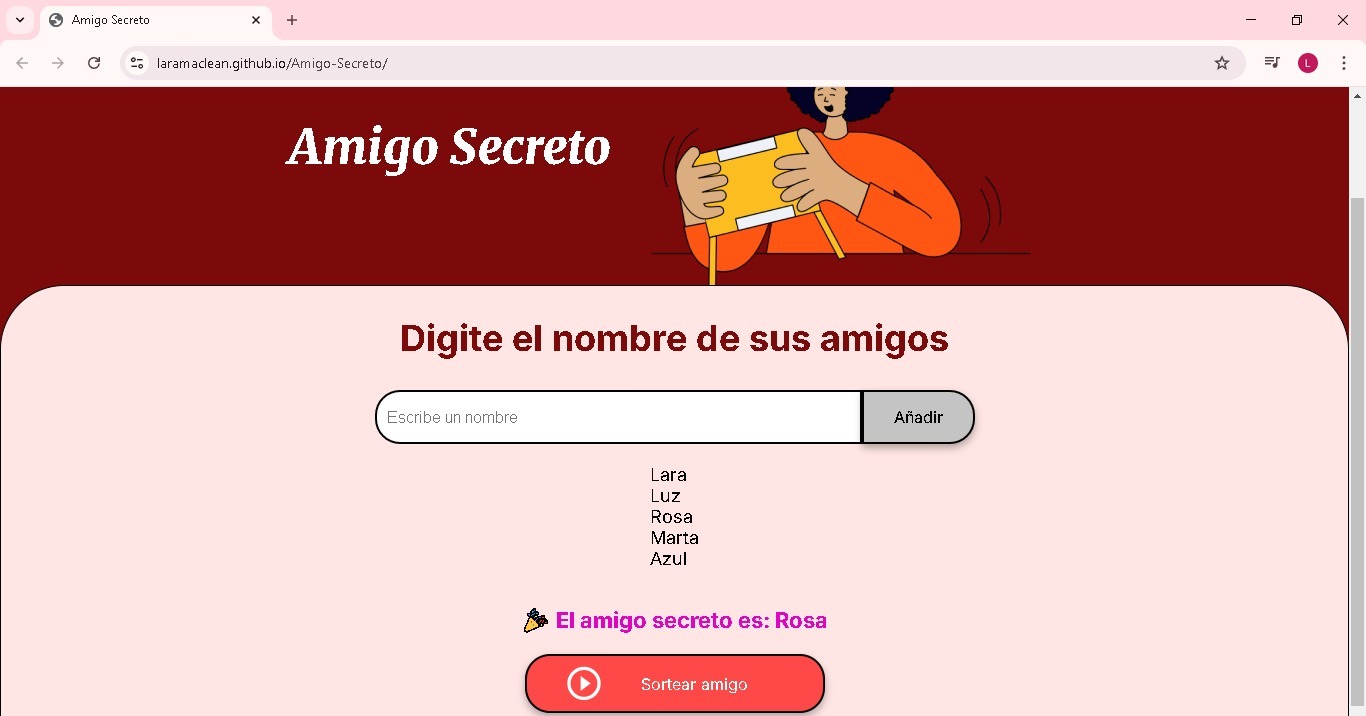 Amigo Secreto
laramaclean.github.io/Amigo-Secreto/
L
Amigo Secreto
Digite el nombre de sus amigos
Escribe un nombre
Añadir
Lara
Luz
Rosa
Marta
Azul
🎉 El amigo secreto es: Rosa
Sortear amigo